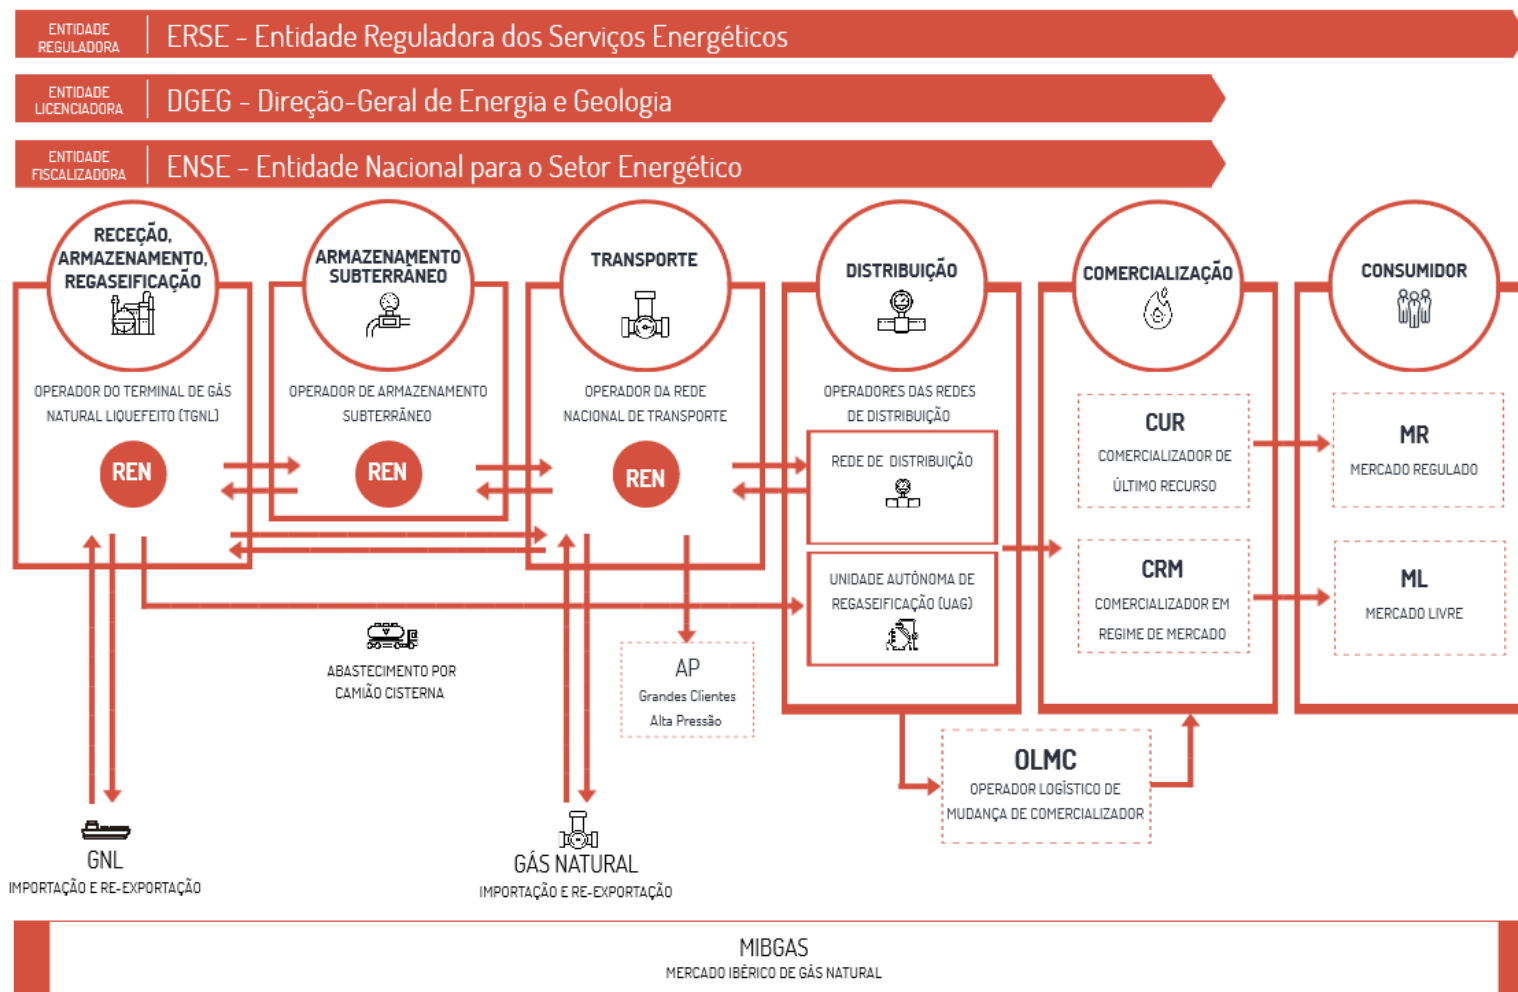 ENTIDADE
REGULADORA
ERSE - Entidade Reguladora dos Serviços Energéticos
ENTIDADE
LICENCIADORA
DGEG - Direção-Geral de Energia e Geologia
ENTIDADE
FISCALIZADORA
ENSE - Entidade Nacional para o Setor Energético
RECEÇÃO,
ARMAZENAMENTO,
REGASEIFICAÇÃO
OPERADOR DO TERMINAL DE GÁS
NATURAL LIQUEFEITO (TGNL)
REN
ARMAZENAMENTO
SUBTERRÂNEO
OPERADOR DE ARMAZENAMENTO
SUBTERRÂNEO
REN
TRANSPORTE
OPERADOR DA REDE
NACIONAL DE TRANSPORTE
REN
DISTRIBUIÇÃO
OPERADORES DAS REDES
DE DISTRIBUIÇÃO
REDE DE DISTRIBUIÇÃO
UNIDADE AUTÓNOMA DE
REGASEIFICAÇÃO (UAG)
COMERCIALIZAÇÃO
CUR
COMERCIALIZADOR DE
ÚLTIMO RECURSO
CRM
COMERCIALIZADOR EM
REGIME DE MERCADO
CONSUMIDOR
MR
MERCADO REGULADO
ML
MERCADO LIVRE
ABASTECIMENTO POR
CAMIÃO CISTERNA
AP
Grandes Clientes
Alta Pressão
OLMC
OPERADOR LOGÍSTICO DE
MUDANÇA DE COMERCIALIZADOR
GNL
IMPORTAÇÃO E RE-EXPORTAÇÃO
GÁS NATURAL
IMPORTAÇÃO E RE-EXPORTAÇÃO
MIBGAS
MERCADO IBÉRICO DE GÁS NATURAL